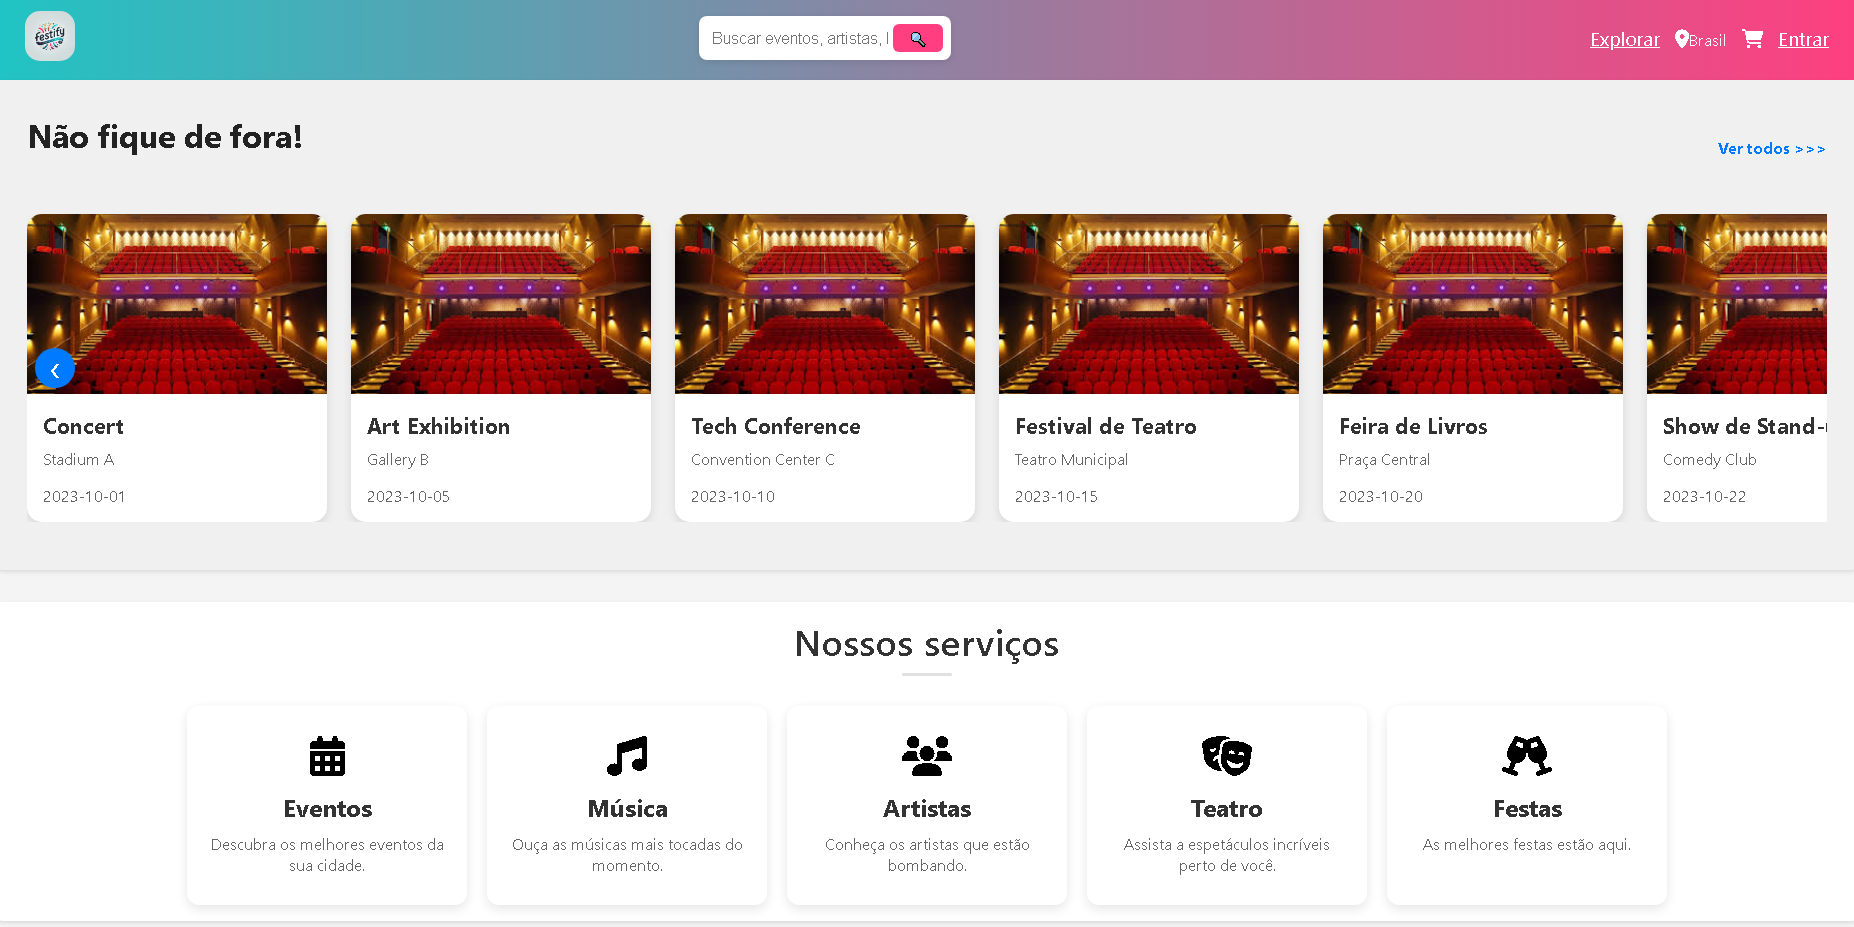 festify
Buscar eventos, artistas, l
Explorar
Brasil
Entrar
Não fique de fora!
Ver todos >>>
Concert
Stadium A
2023-10-01
Art Exhibition
Gallery B
2023-10-05
Tech Conference
Convention Center C
2023-10-10
Festival de Teatro
Teatro Municipal
2023-10-15
Feira de Livros
Praça Central
2023-10-20
Show de Stand-
Comedy Club
2023-10-22
Nossos serviços
Eventos
Descubra os melhores eventos da
sua cidade.
Música
Ouça as músicas mais tocadas do
momento.
Artistas
Conheça os artistas que estão
bombando.
Teatro
Assista a espetáculos incríveis
perto de você.
Festas
As melhores festas estão aqui.